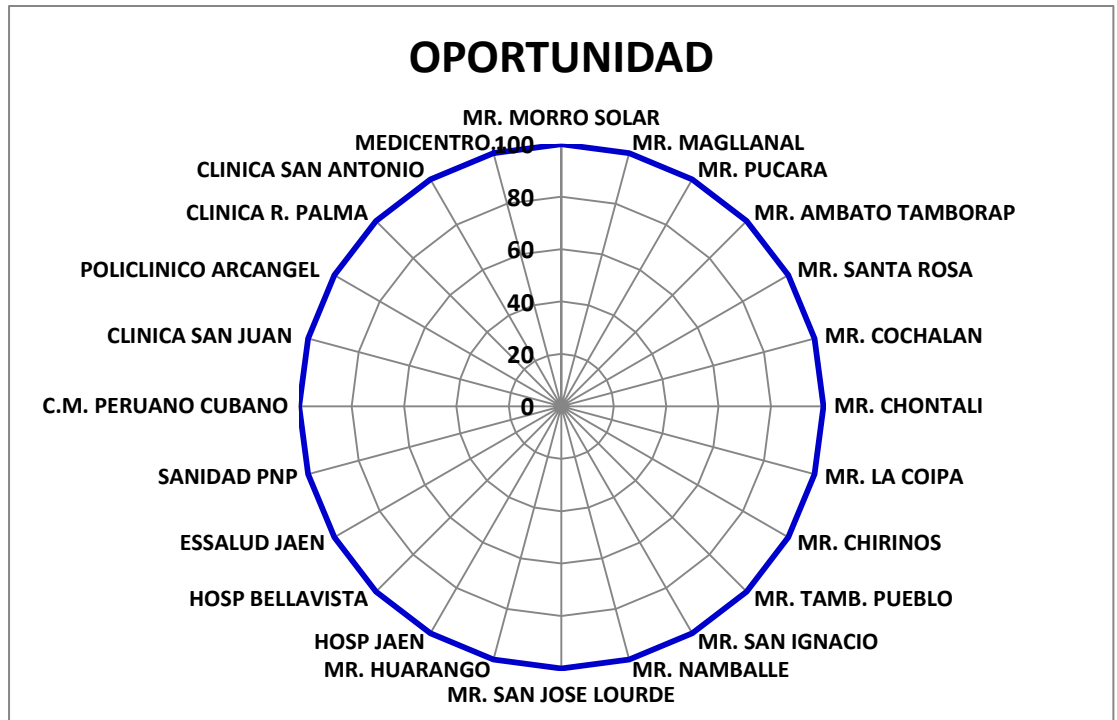 OPORTUNIDAD
MR. MORRO SOLAR
MR. MAGLLANAL
MR. PUCARA
MR. AMBATO TAMBORAP
MR. SANTA ROSA
MR. COCHALAN
MR. CHONTALI
MR. LA COIPA
MR. CHIRINOS
MR. TAMB. PUEBLO
MR. SAN IGNACIO
MR. NAMBALLE
MR. SAN JOSE LOURDE
MR. HUARANGO
HOSP JAEN
HOSP BELLAVISTA
ESSALUD JAEN
SANIDAD PNP
C.M. PERUANO CUBANO
CLINICA SAN JUAN
POLICLINICO ARCANGEL
CLINICA R. PALMA
CLINICA SAN ANTONIO
MEDICENTRO.
100
80
60
40
20
0